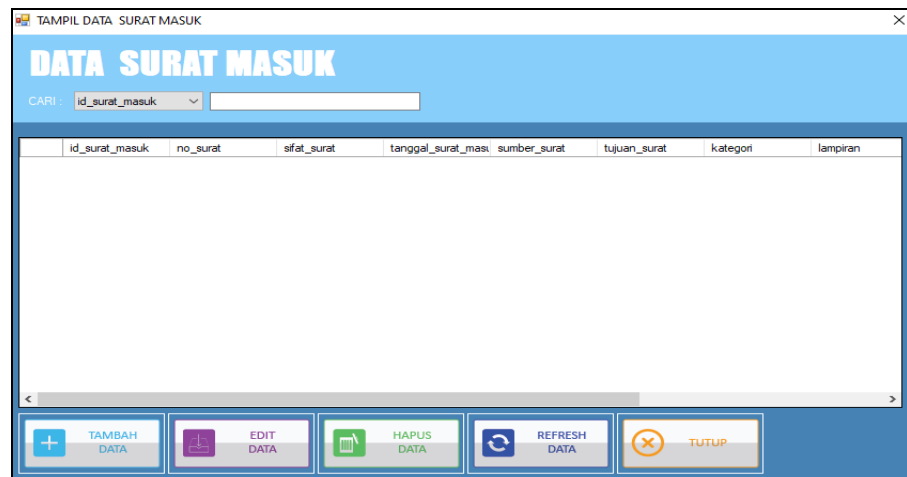 TAMPIL DATA  SURAT MASUK
DATA  SURAT MASUK
CARI :  id_surat_masuk
id_surat_masuk  no_surat  sifat_surat  tanggal_surat_masu  sumber_surat  tujuan_surat  kategori  lampiran
TAMBAH
DATA
EDIT
DATA
HAPUS
DATA
REFRESH
DATA
TUTUP